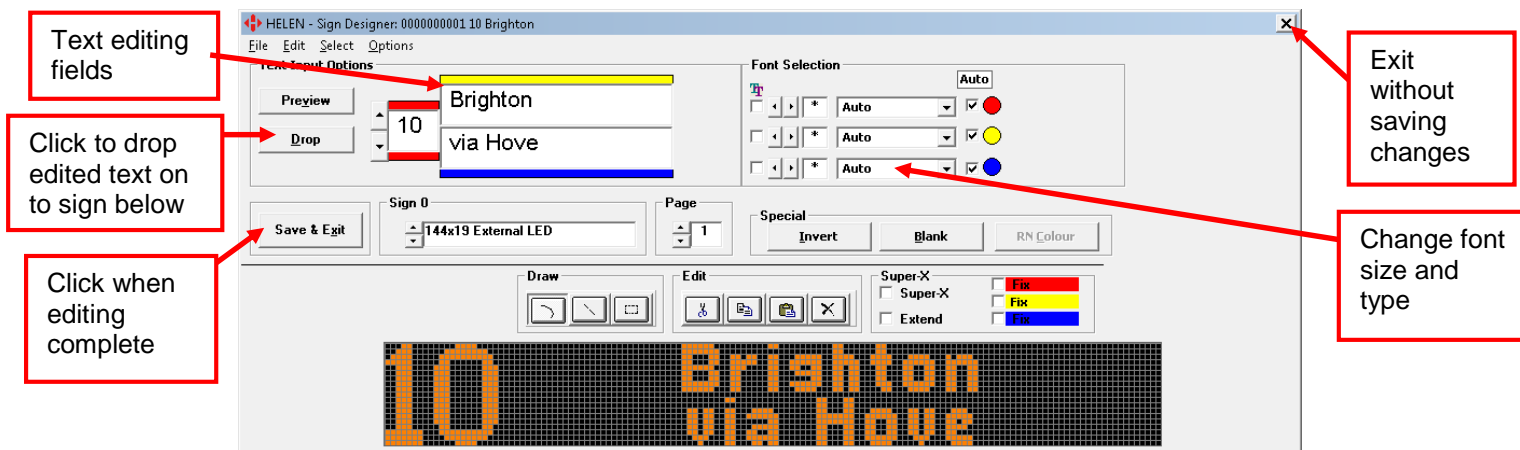 HELEN - Sign Designer: 0000000001 10 Brighton
File Edit Select Options
Text editing
fields
Click to drop
edited text on
to sign below
Click when
editing
complete
Exit
without
saving
changes
Change font
size and
type
Text Input Options
Preview
Drop
10
Brighton
via Hove
Font Selection
Auto
* Auto
* Auto
* Auto
Save & Exit
Sign 0
144x19 External LED
Page
1
Special
Invert Blank RN Colour
Draw
Edit
Super-X
Super-X
Extend
Fix
Fix
Fix
10 Brighton
via Hove